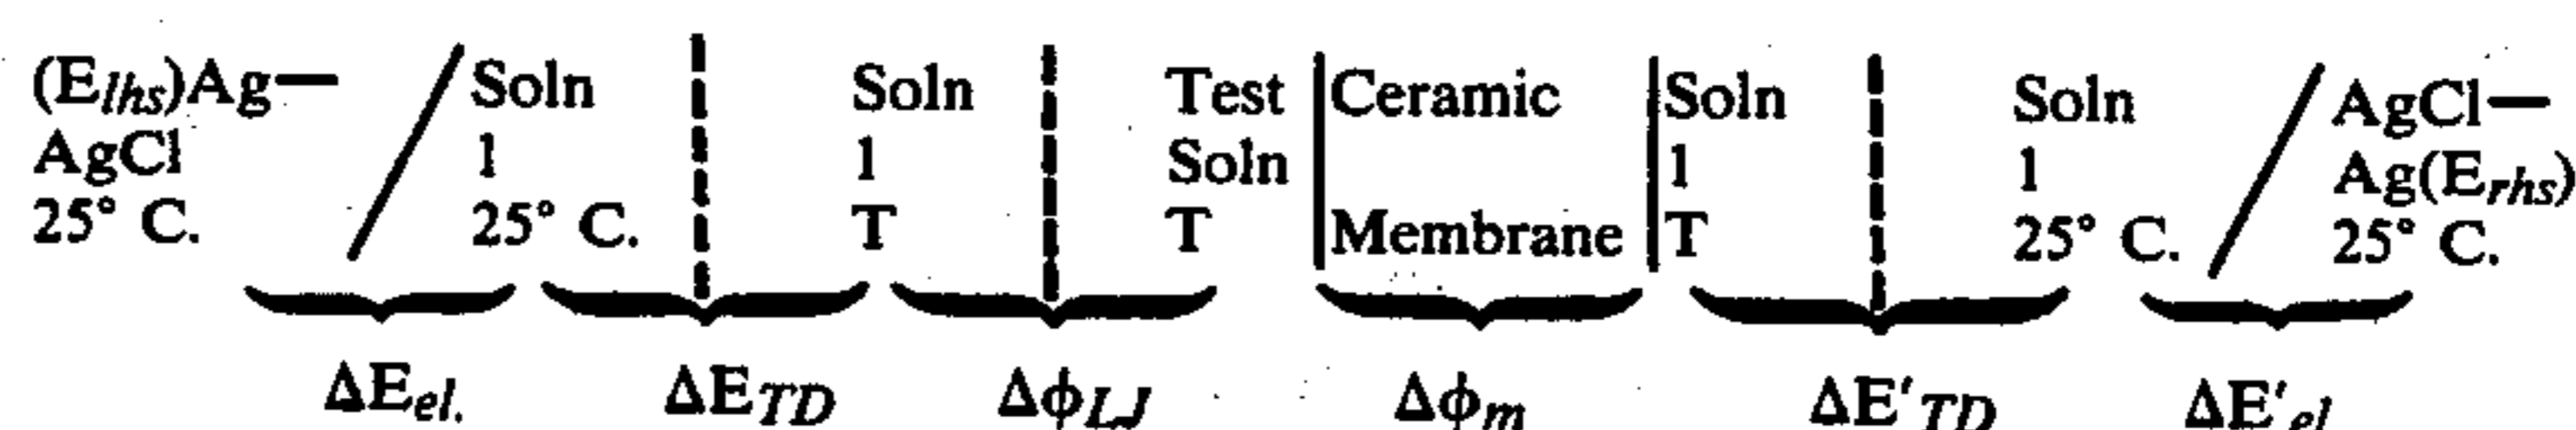 (Elhs)Ag— Soln Soln Test Ceramic Soln Soln AgCl—
AgCl 1 1 Soln 1 1 Ag(Erhs)
25° C. 25° C. T T Membrane T 25° C. 25° C.
ΔEel. ΔETD ΔϕLJ Δϕm ΔE'TD ΔE'el